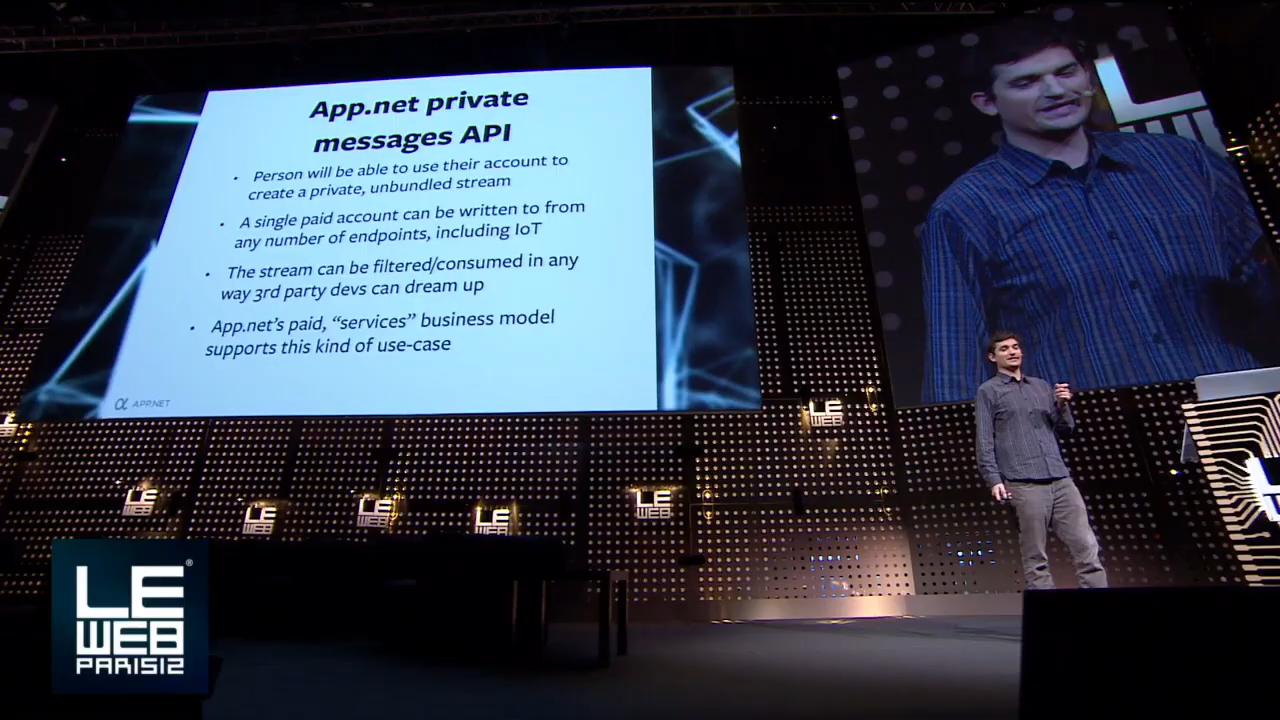 App.net private
messages API
• Person will be able to use their account to
create a private, unbundled stream
• A single paid account can be written to from
any number of endpoints, including IoT
• The stream can be filtered/consumed in any
way 3rd party devs can dream up
• App.net's paid, “services” business model
supports this kind of use-case
α APP.NET
LE
WEB
LE
WEB
LE
WEB
LE
WEB
LE
WEB
LE
WEB
LE
WEB®
PARIS12